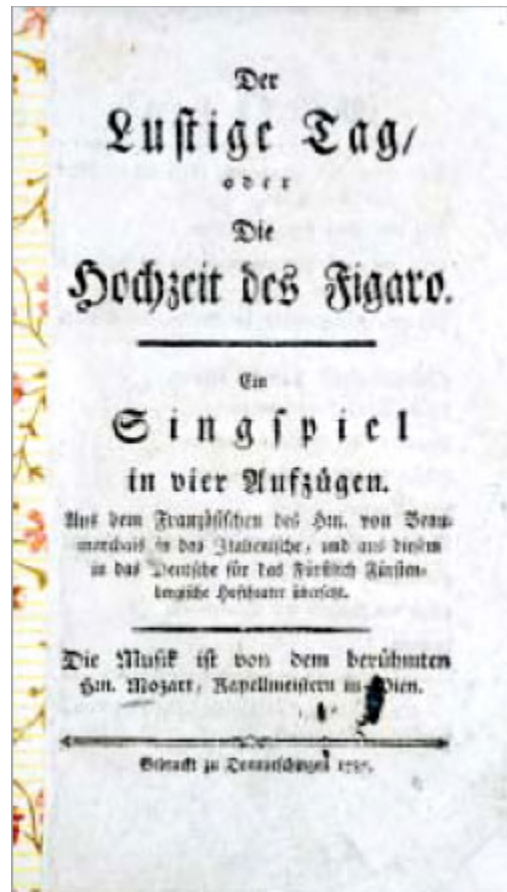 Der
Lustige Tag/
oder
Die
Hochzeit des Figaro.
Ein
Singspiel
in vier Aufzügen.
Aus dem Französischen des Hrn. von Beau-
marchais in das Italienische, und aus diesem
in das Deutsche für das Fürstlich Fürsten-
bergische Hoftheater übersetzt.
Die Musik ist von dem berühmten
Hrn. Mozart, Kapellmeistern in Wien.
Gedruckt zu Donaueschingen